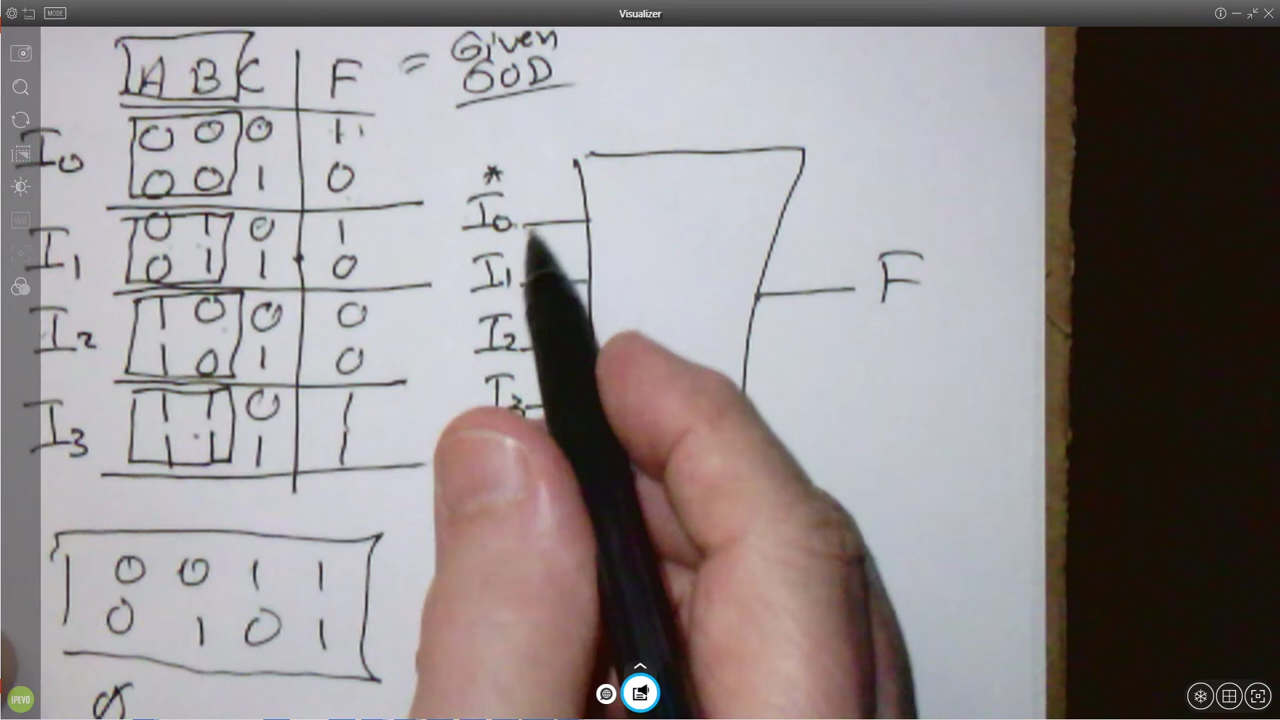 MODE
Visualizer
A B C F = Given
GOD
I0 0 0 0 1
0 0 1 0
I1 0 1 0 1
0 1 1 0
I2 1 0 0 0
1 0 1 0
I3 1 1 0 1
1 1 1 1
*
I0
I1
I2
I3
F
0 0 1 1
0 1 0 1
IPEVO